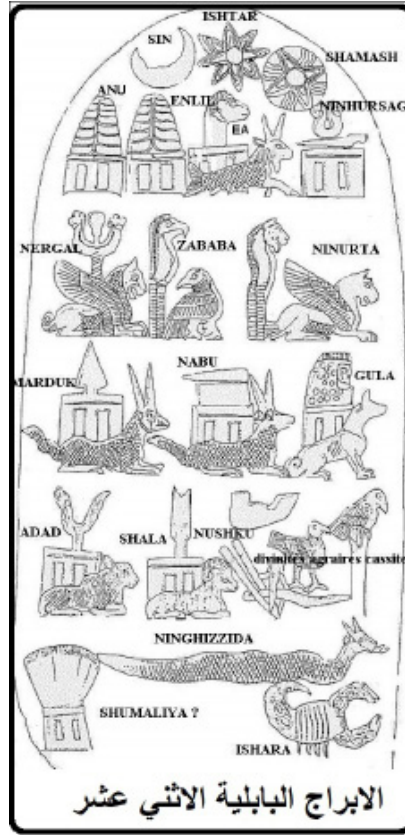 ISHTAR
SIN
SHAMASH
ANU
ENLIL
NINHURSAG
EA
NERGAL
ZABABA
NINURTA
MARDUK
NABU
GULA
ADAD
SHALA
NUSHKU
divinités agraires cassite
NINGHIZZIDA
SHUMALIYA ?
ISHARA
الابراج البابلية الاثني عشر